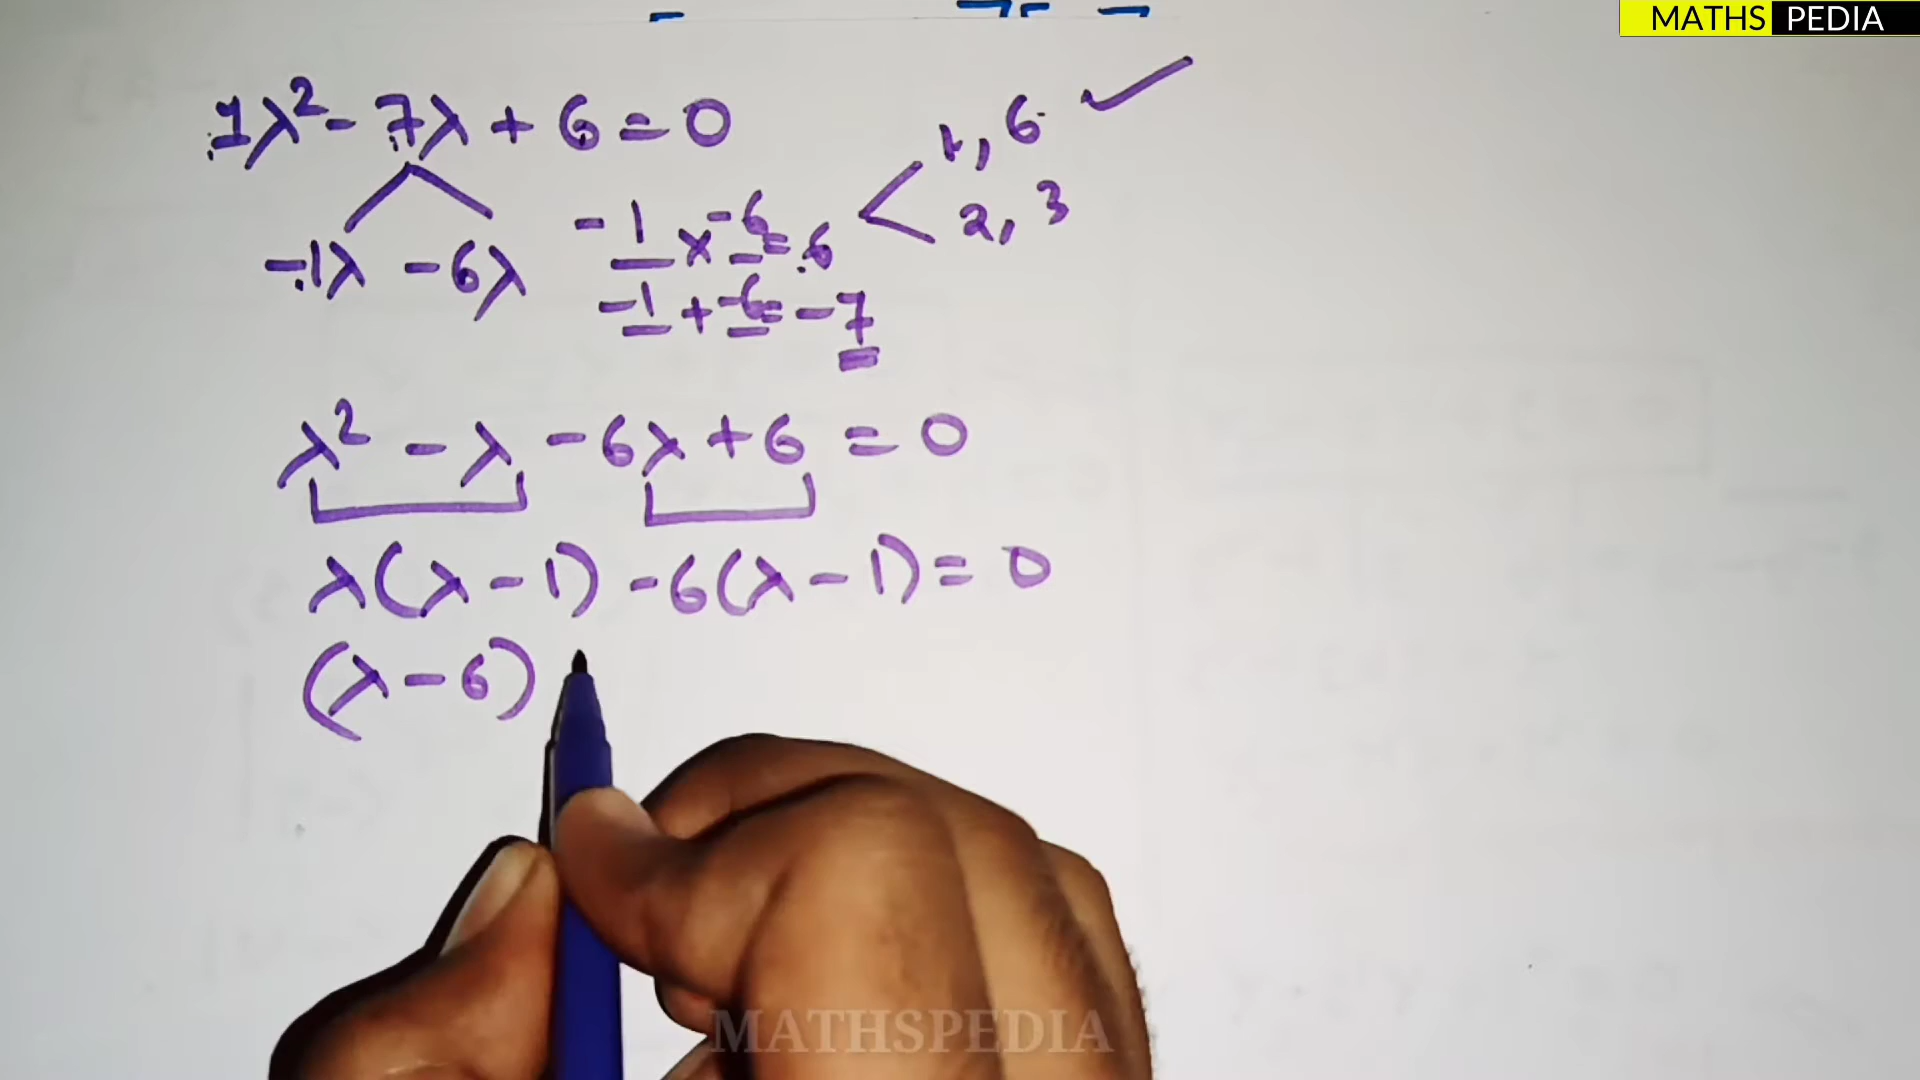 MATHS PEDIA
1λ² - 7λ + 6 = 0
1, 6 ✓
2, 3
-1λ -6λ
-1 × -6 = 6
-1 + -6 = -7
λ² - λ - 6λ + 6 = 0
λ(λ - 1) - 6(λ - 1) = 0
(λ - 6)
MATHSPEDIA